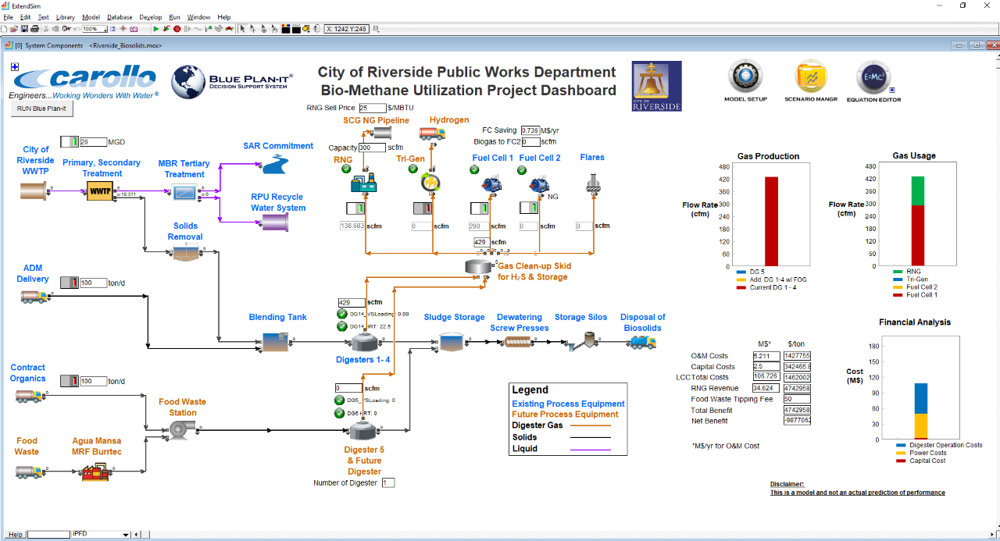 ExtendSim
File Edit Text Library Model Database Develop Run Window Help
100%
X: 1242 Y:246
[0] System Components <Riverside_Biosolids.mox>
carollo
Engineers...Working Wonders With Water®
RUN Blue Plan-it
BLUE PLAN-IT®
DECISION SUPPORT SYSTEM
City of Riverside Public Works Department
Bio-Methane Utilization Project Dashboard
CITY OF
RIVERSIDE
MODEL SETUP
SCENARIO MANGR
E=MC²
EQUATION EDITOR
RNG Sell Price 25 $/MBTU
SCG NG Pipeline
Hydrogen
FC Saving 0.736 M$/yr
Biogas to FC2 0 scfm
Capacity 300 scfm
RNG
Tri-Gen
Fuel Cell 1
Fuel Cell 2
Flares
NG
1 1 1 1
138.683 scfm
0 scfm
290 scfm
0 scfm
0 scfm
429 scfm
Gas Clean-up Skid
for H₂S & Storage
1 26 MGD
City of
Riverside
WWTP
Primary, Secondary
Treatment
WWTP
MBR Tertiary
Treatment
SAR Commitment
RPU Recycle
Water System
Solids
Removal
ADM
Delivery
1 100 ton/d
Blending Tank
429 scfm
DG14_VSLoading: 0.09
Digesters 1- 4
Sludge Storage
Dewatering
Screw Presses
Storage Silos
Disposal of
Biosolids
Contract
Organics
1 100 ton/d
Food Waste
Station
Food
Waste
Agua Mansa
MRF Burrtec
0 scfm
Digester 5
& Future
Digester
Number of Digester 1
Legend
Existing Process Equipment
Future Process Equipment
Digester Gas
Solids
Liquid
Gas Production
Flow Rate
(cfm)
480
420
360
300
240
180
120
60
0
DG 5
Add. DG 1-4 w/ FOG
Current DG 1 - 4
Gas Usage
Flow Rate
(cfm)
480
420
360
300
240
180
120
60
0
RNG
Tri-Gen
Fuel Cell 2
Fuel Cell 1
M$* $/ton
O&M Costs 5.211 1427755
Capital Costs 2.5 342465.8
LCC Total Costs 106.726 1462002
RNG Revenue 34.624 4742958
Food Waste Tipping Fee 50
Total Benefit 4742958
Net Benefit -9877062
*M$/yr for O&M Cost
Financial Analysis
Cost
(M$)
180
150
120
90
60
30
0
Digester Operation Costs
Power Costs
Capital Cost
Disclaimer:
This is a model and not an actual prediction of performance
Help
iPFD